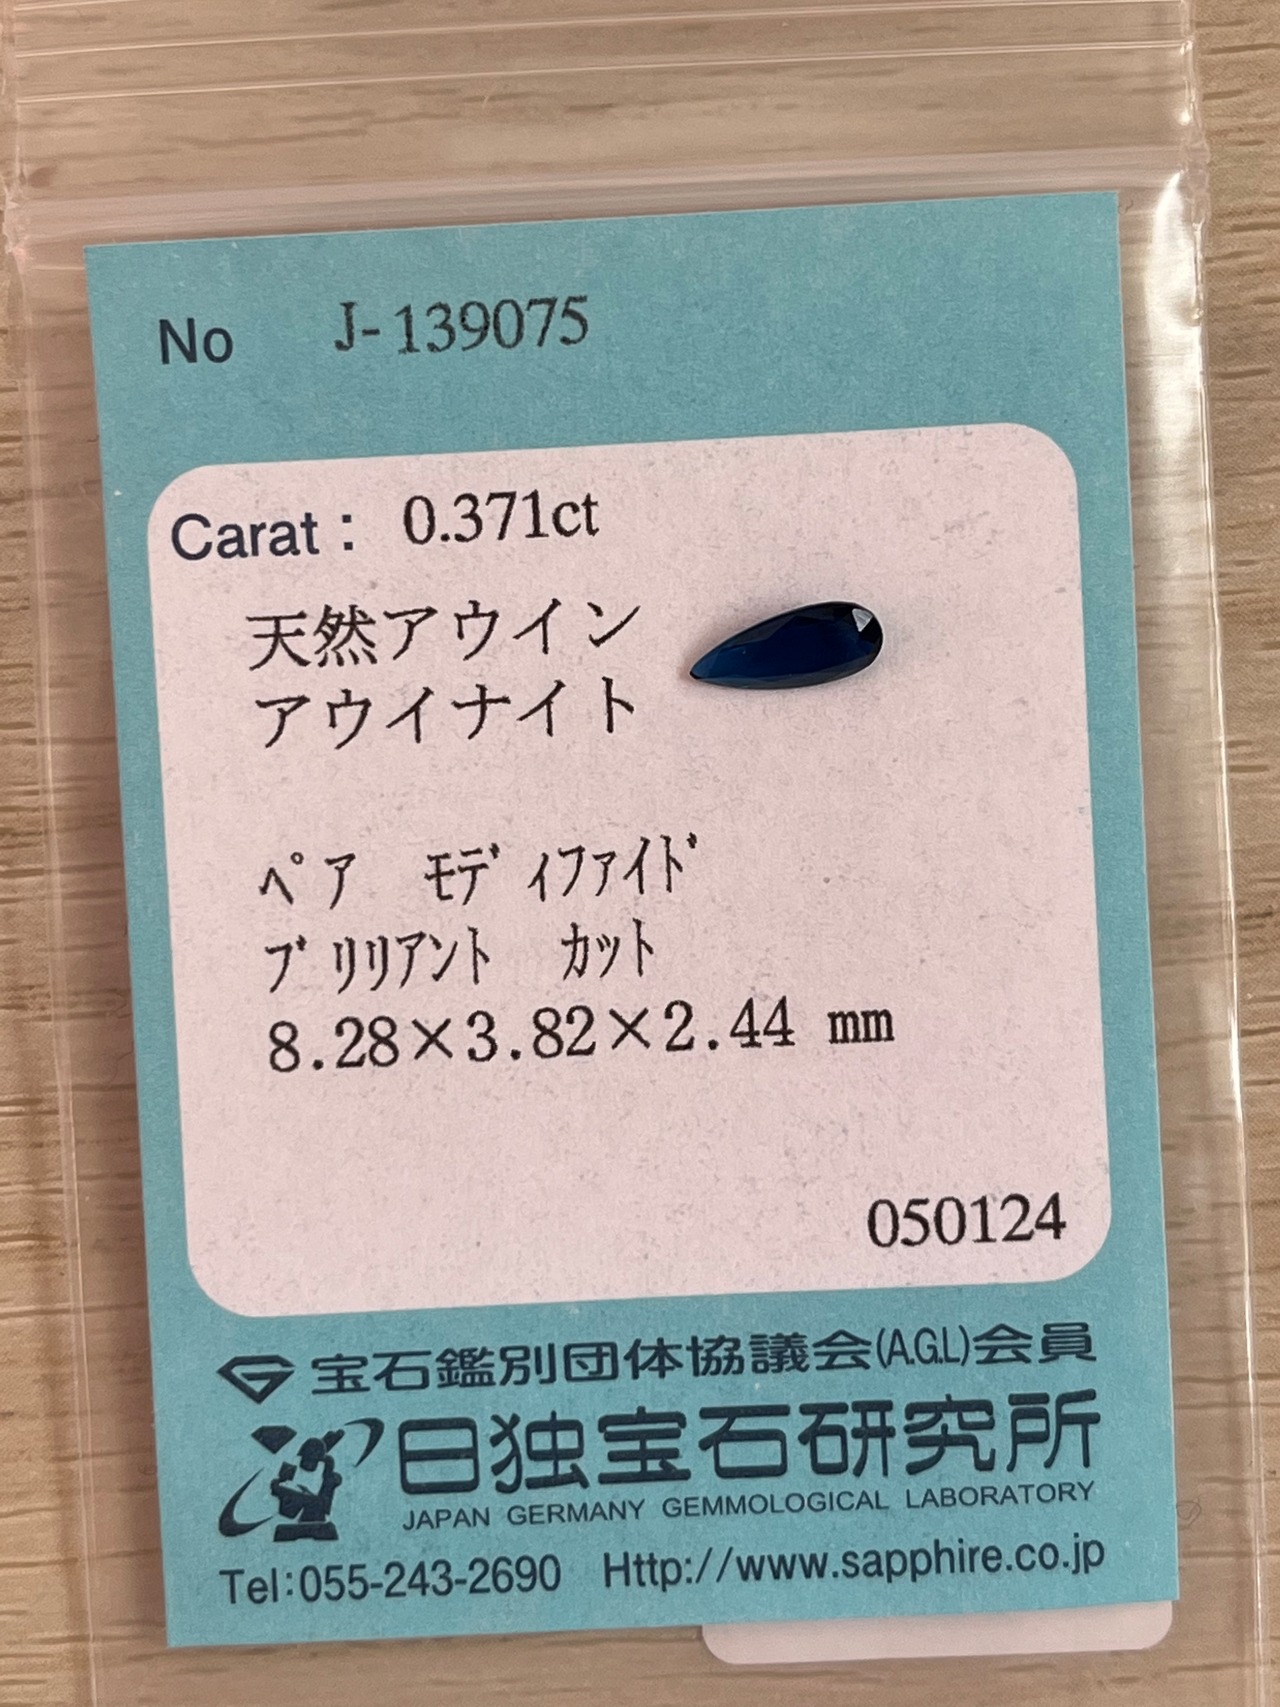 No J-139075
Carat : 0.371ct
天然アウイン
アウイナイト
ﾍﾟｱ ﾓﾃﾞｨﾌｧｲﾄﾞ
ﾌﾞﾘﾘｱﾝﾄ ｶｯﾄ
8.28×3.82×2.44 mm
050124
宝石鑑別団体協議会(A.G.L)会員
日独宝石研究所
JAPAN GERMANY GEMMOLOGICAL LABORATORY
Tel:055-243-2690 Http://www.sapphire.co.jp